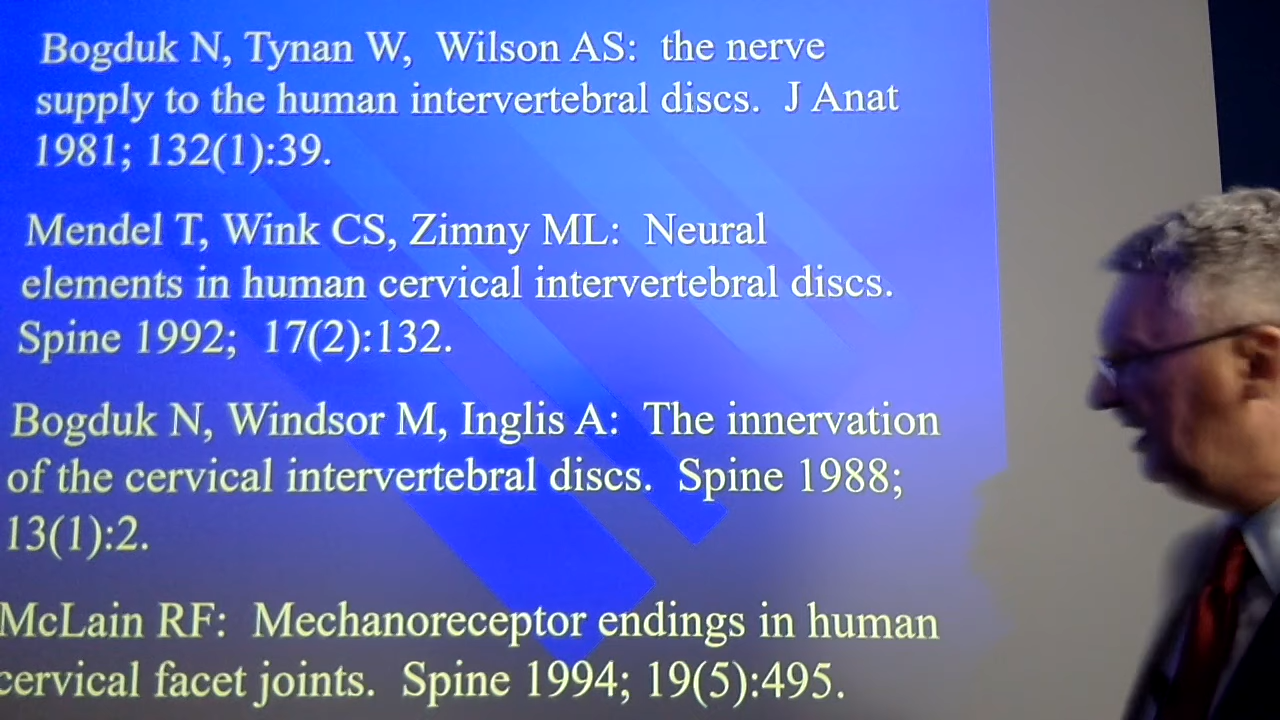 Bogduk N, Tynan W, Wilson AS: the nerve
supply to the human intervertebral discs. J Anat
1981; 132(1):39.
Mendel T, Wink CS, Zimny ML: Neural
elements in human cervical intervertebral discs.
Spine 1992; 17(2):132.
Bogduk N, Windsor M, Inglis A: The innervation
of the cervical intervertebral discs. Spine 1988;
13(1):2.
McLain RF: Mechanoreceptor endings in human
cervical facet joints. Spine 1994; 19(5):495.